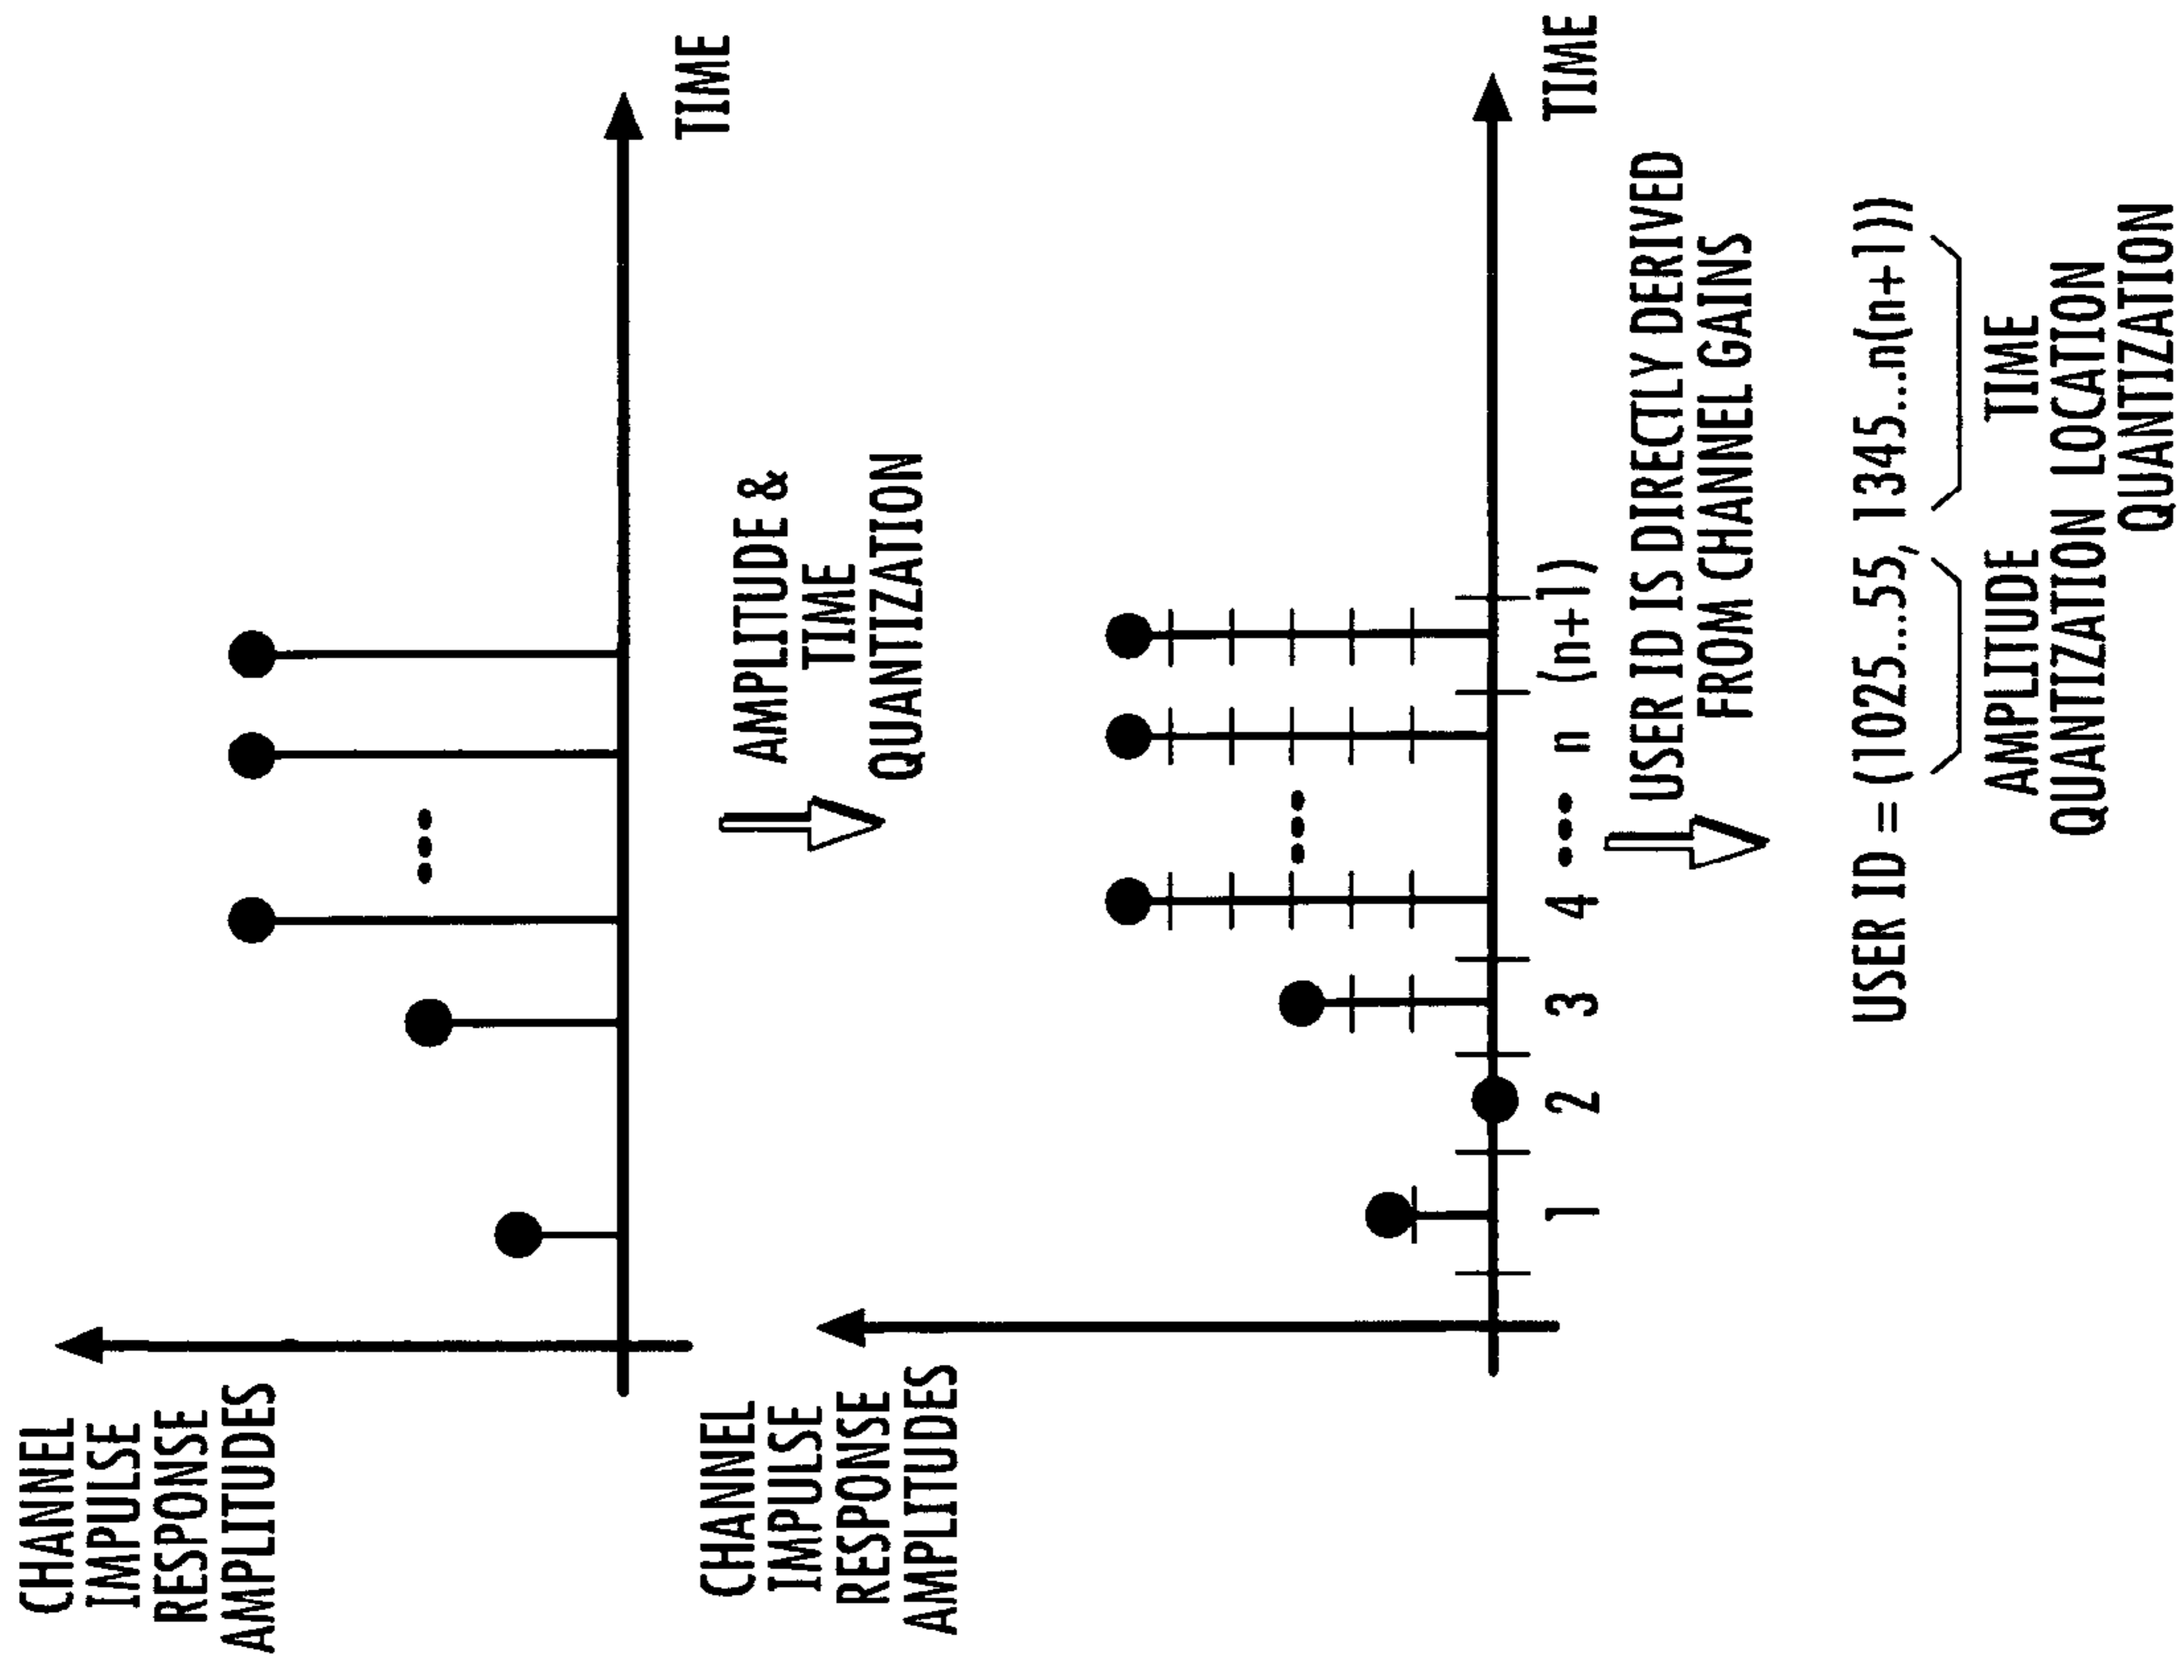 CHANNEL
IMPULSE
RESPONSE
AMPLITUDES
TIME
AMPLITUDE &
TIME
QUANTIZATION
CHANNEL
IMPULSE
RESPONSE
AMPLITUDES
TIME
1 2 3 4 ••• n (n+1)
USER ID IS DIRECTLY DERIVED
FROM CHANNEL GAINS
USER ID = (1025...55, 1345...n(n+1))
AMPLITUDE
QUANTIZATION
TIME
LOCATION
QUANTIZATION